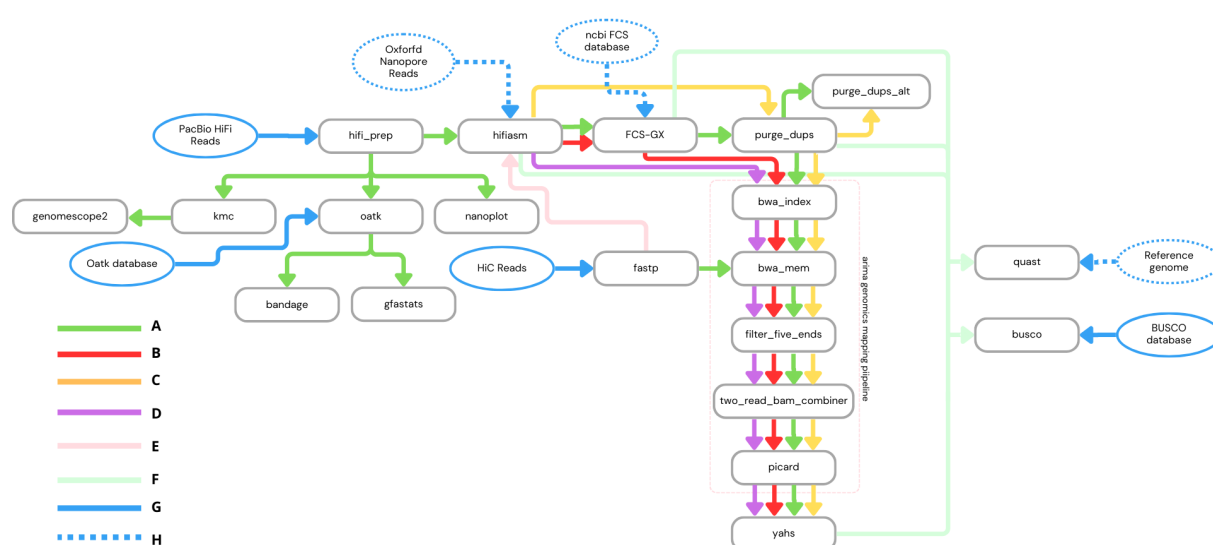 Oxforfd
Nanopore
Reads
ncbi FCS
database
purge_dups_alt
PacBio HiFi
Reads
hifi_prep
hifiasm
FCS-GX
purge_dups
genomescope2
kmc
oatk
nanoplot
bwa_index
Oatk database
HiC Reads
fastp
bwa_mem
quast
Reference
genome
bandage
gfastats
filter_five_ends
busco
BUSCO
database
arima genomics mapping piipeline
two_read_bam_combiner
picard
yahs
A
B
C
D
E
F
G
H